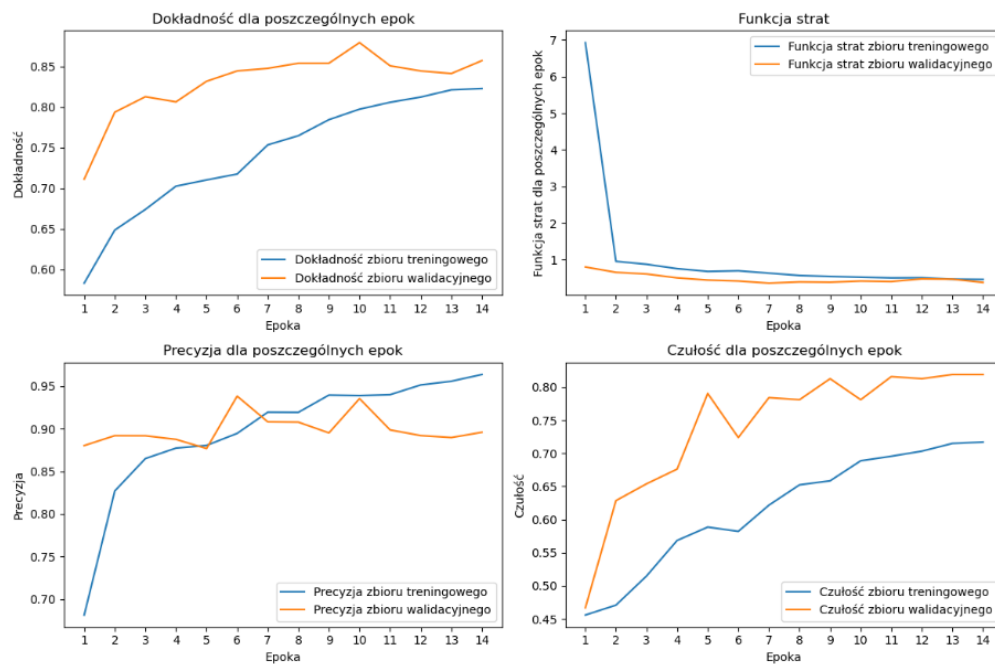 Dokładność dla poszczególnych epok
Dokładność
0.85
0.80
0.75
0.70
0.65
0.60
Dokładność zbioru treningowego
Dokładność zbioru walidacyjnego
1 2 3 4 5 6 7 8 9 10 11 12 13 14
Epoka
Funkcja strat
Funkcja strat dla poszczególnych epok
7
6
5
4
3
2
1
Funkcja strat zbioru treningowego
Funkcja strat zbioru walidacyjnego
1 2 3 4 5 6 7 8 9 10 11 12 13 14
Epoka
Precyzja dla poszczególnych epok
Precyzja
0.95
0.90
0.85
0.80
0.75
0.70
Precyzja zbioru treningowego
Precyzja zbioru walidacyjnego
1 2 3 4 5 6 7 8 9 10 11 12 13 14
Epoka
Czułość dla poszczególnych epok
Czułość
0.80
0.75
0.70
0.65
0.60
0.55
0.50
0.45
Czułość zbioru treningowego
Czułość zbioru walidacyjnego
1 2 3 4 5 6 7 8 9 10 11 12 13 14
Epoka